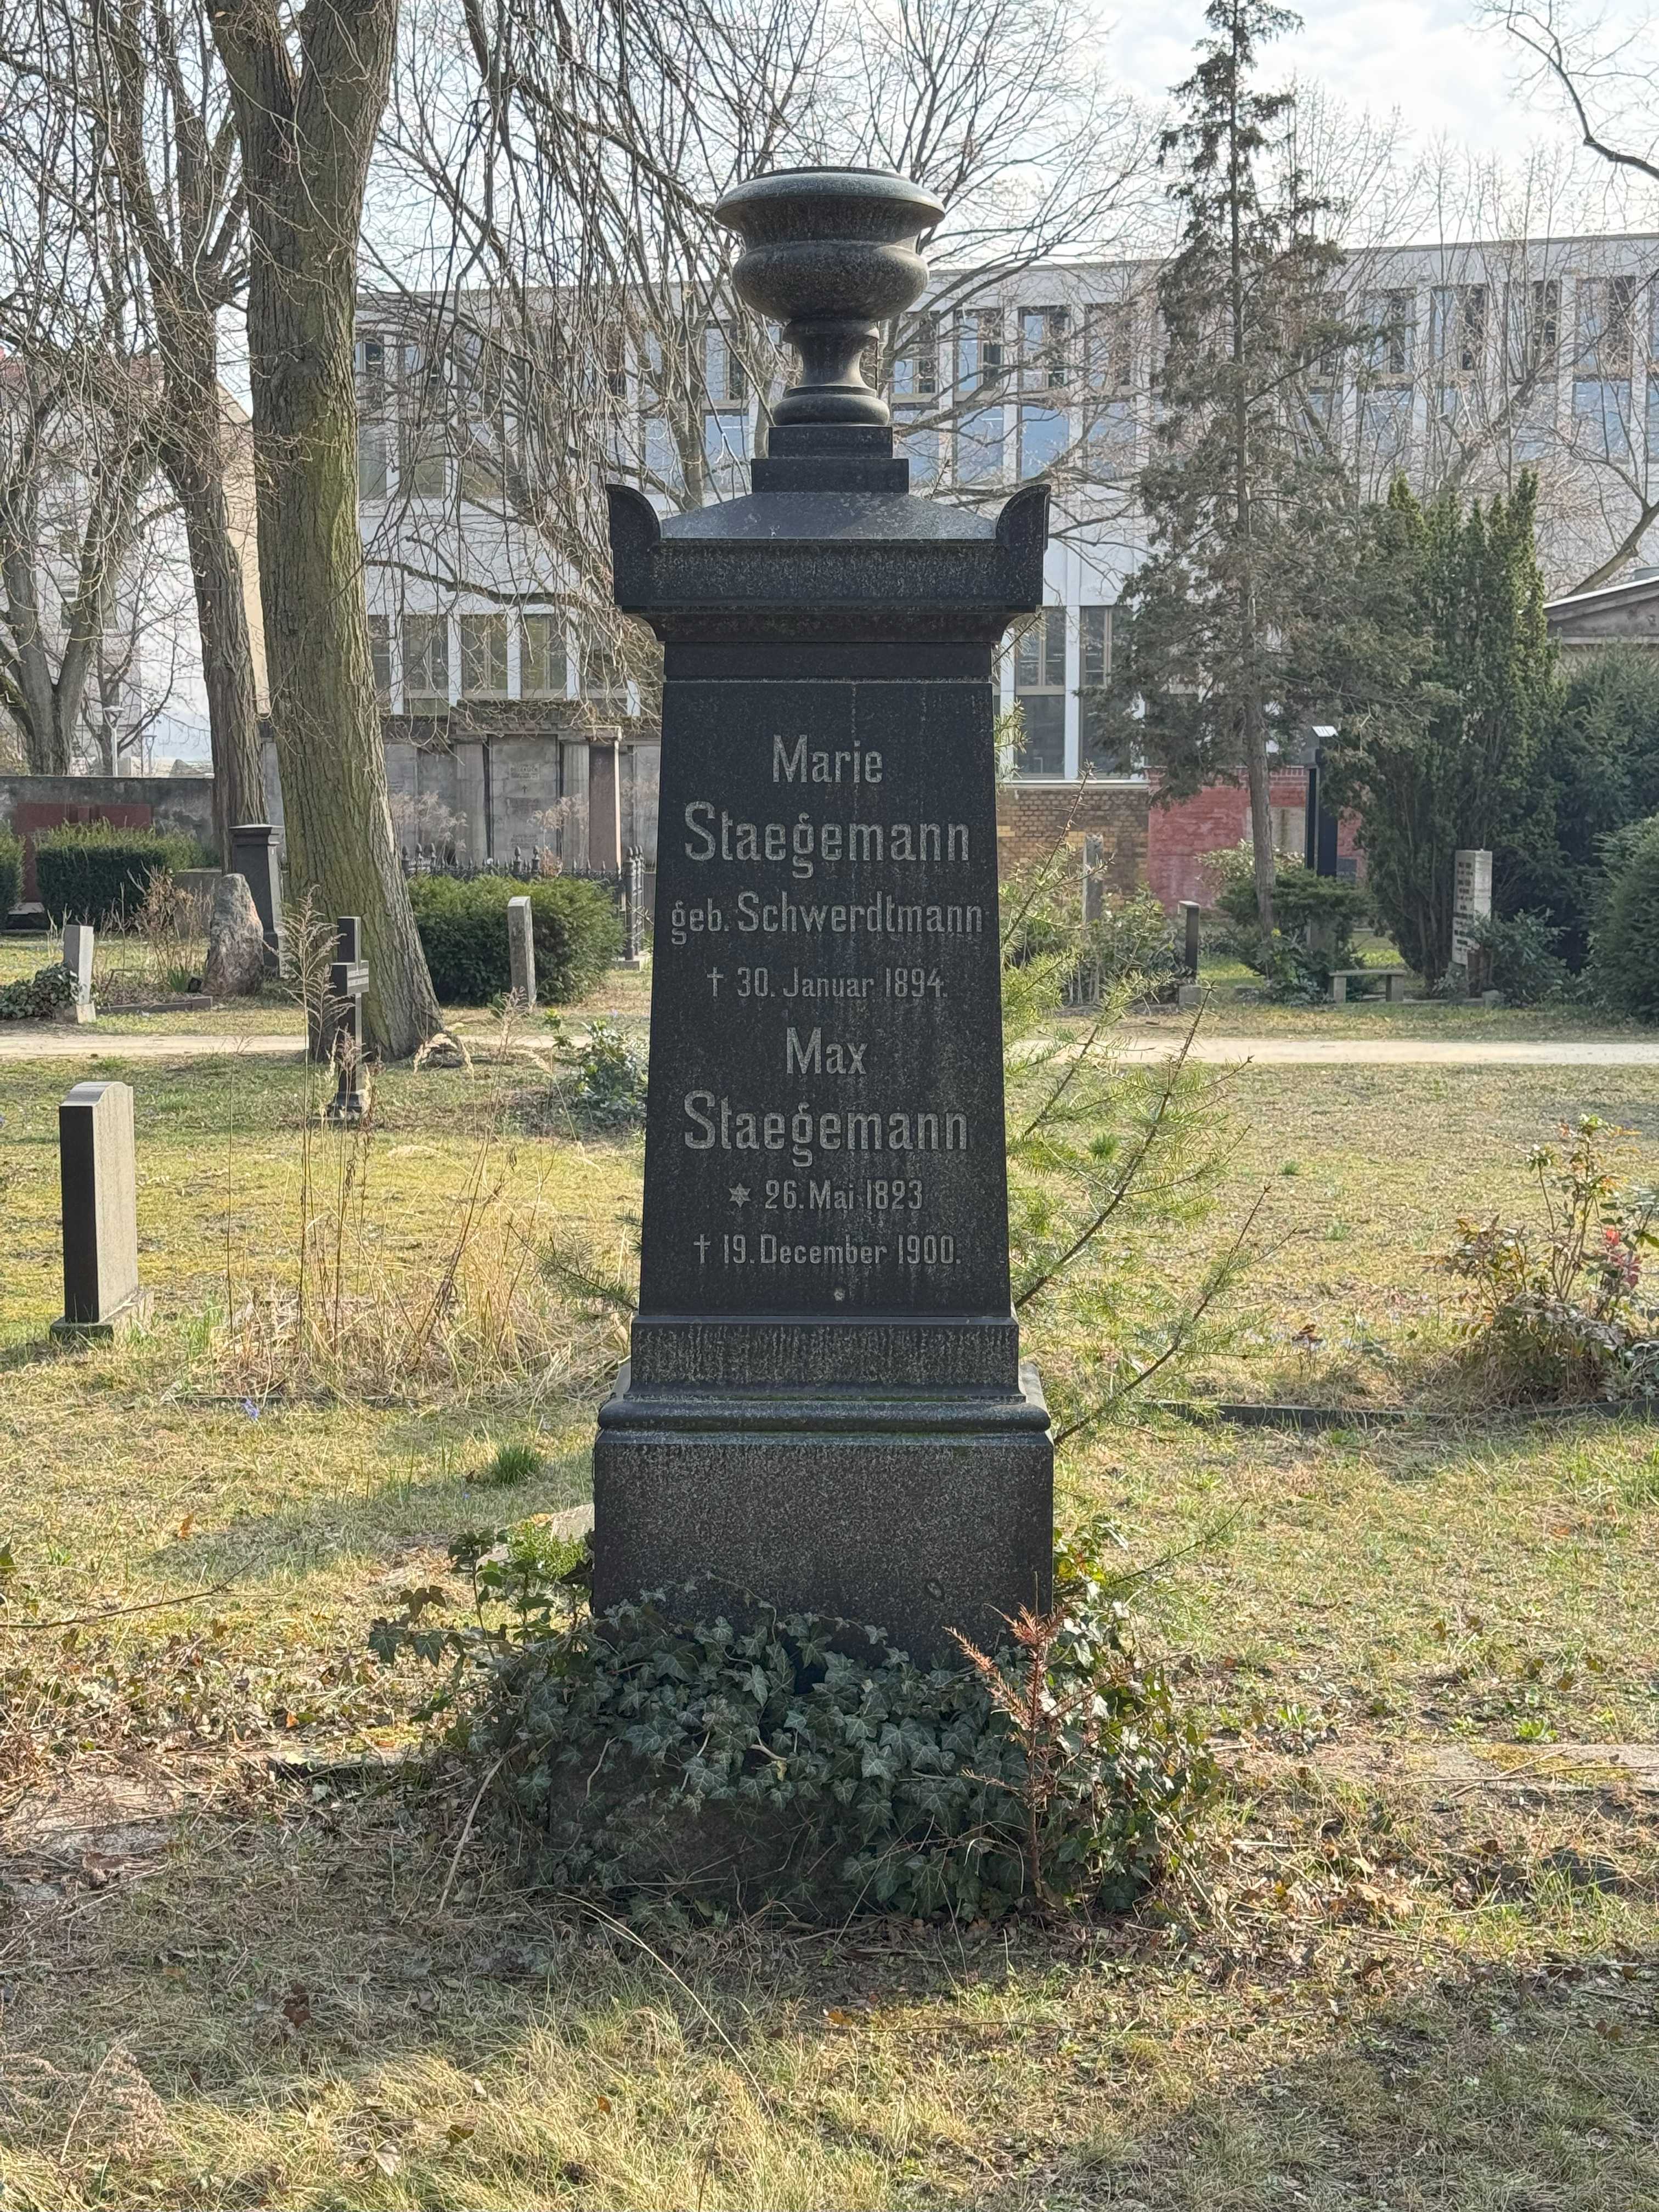 Marie
Staegemann
geb. Schwerdtmann
† 30. Januar 1894.
Max
Staegemann
✶ 26. Mai 1823
† 19. December 1900.